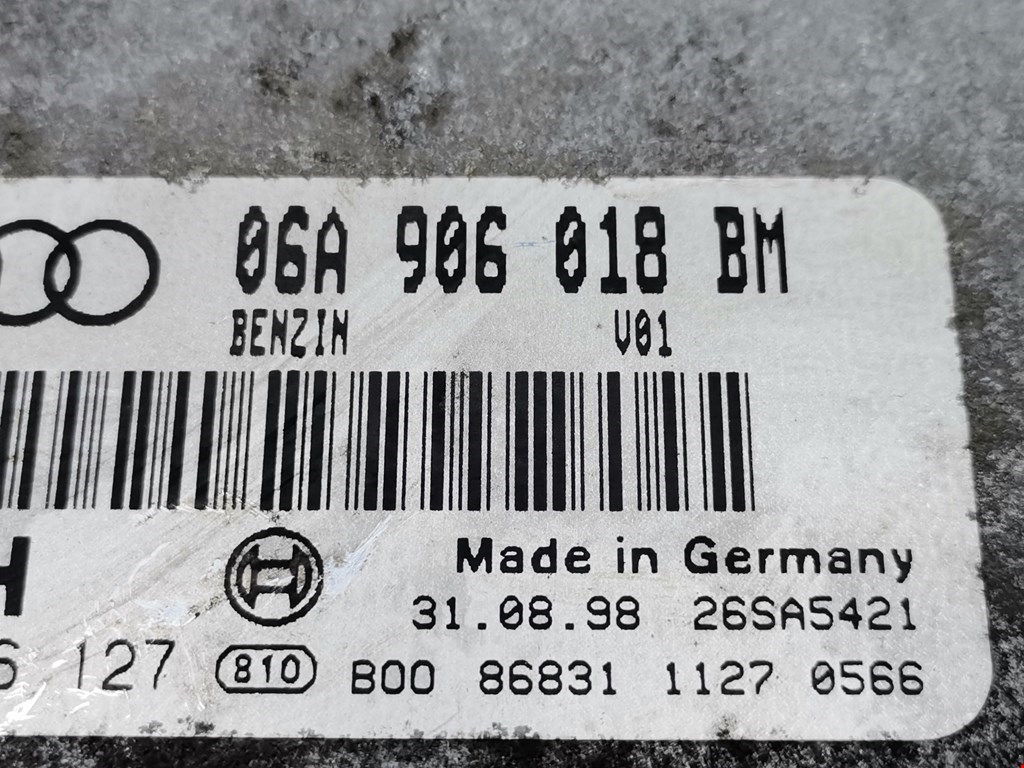 06A 906 018 BM
BENZIN V01
H
Made in Germany
31.08.98 26SA5421
6 127 810 B00 86831 1127 0566